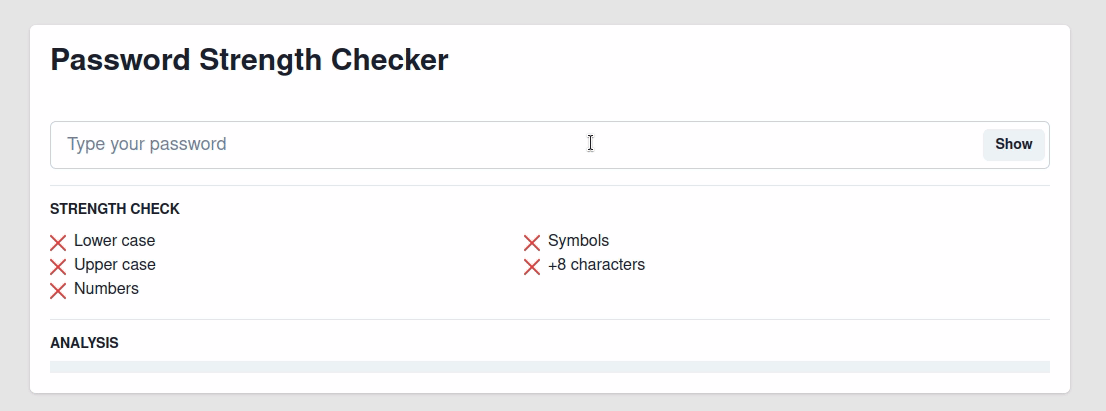 Password Strength Checker
Type your password
Show
STRENGTH CHECK
Lower case
Upper case
Numbers
Symbols
+8 characters
ANALYSIS